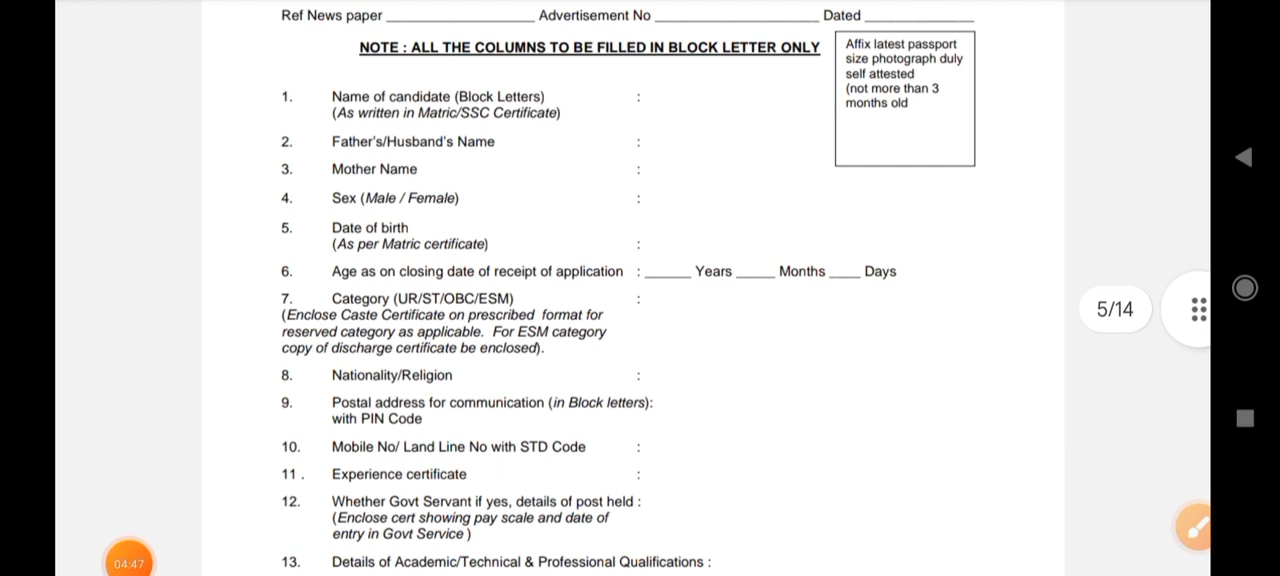 Ref News paper ___________________ Advertisement No _____________________ Dated ______________
NOTE : ALL THE COLUMNS TO BE FILLED IN BLOCK LETTER ONLY
Affix latest passport
size photograph duly
self attested
(not more than 3
months old
1. Name of candidate (Block Letters) :
(As written in Matric/SSC Certificate)
2. Father's/Husband's Name :
3. Mother Name :
4. Sex (Male / Female) :
5. Date of birth
(As per Matric certificate) :
6. Age as on closing date of receipt of application : ______ Years _____ Months ____ Days
7. Category (UR/ST/OBC/ESM) :
(Enclose Caste Certificate on prescribed format for
reserved category as applicable. For ESM category
copy of discharge certificate be enclosed).
8. Nationality/Religion :
9. Postal address for communication (in Block letters):
with PIN Code
10. Mobile No/ Land Line No with STD Code :
11 . Experience certificate :
12. Whether Govt Servant if yes, details of post held :
(Enclose cert showing pay scale and date of
entry in Govt Service )
13. Details of Academic/Technical & Professional Qualifications :
5/14
04:47